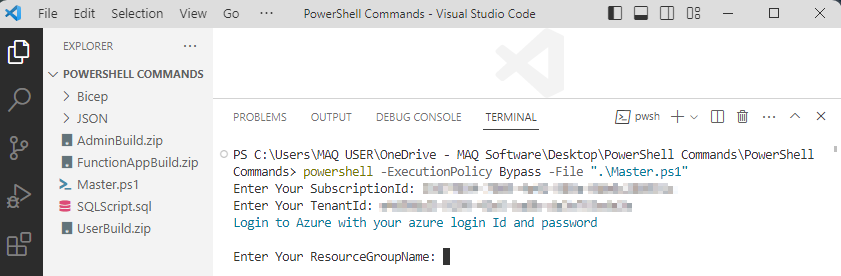 File Edit Selection View Go ··· PowerShell Commands - Visual Studio Code
EXPLORER ···
POWERSHELL COMMANDS
Bicep
JSON
AdminBuild.zip
FunctionAppBuild.zip
Master.ps1
SQLScript.sql
UserBuild.zip
PROBLEMS OUTPUT DEBUG CONSOLE TERMINAL pwsh
PS C:\Users\MAQ USER\OneDrive - MAQ Software\Desktop\PowerShell Commands\PowerShell
Commands> powershell -ExecutionPolicy Bypass -File ".\Master.ps1"
Enter Your SubscriptionId:
Enter Your TenantId:
Login to Azure with your azure login Id and password
Enter Your ResourceGroupName: